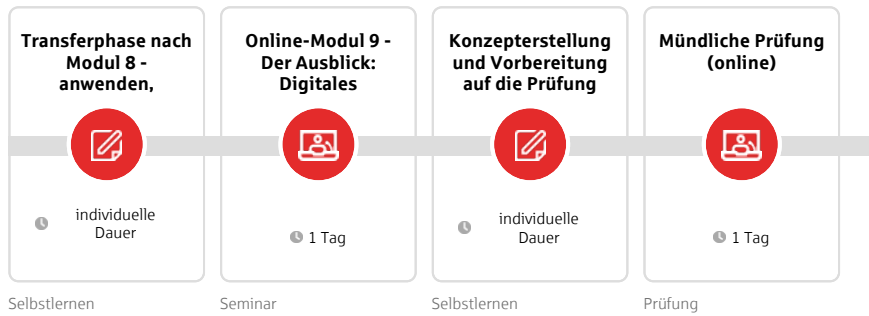 Transferphase nach
Modul 8 -
anwenden,
individuelle
Dauer
Selbstlernen
Online-Modul 9 -
Der Ausblick:
Digitales
1 Tag
Seminar
Konzepterstellung
und Vorbereitung
auf die Prüfung
individuelle
Dauer
Selbstlernen
Mündliche Prüfung
(online)
1 Tag
Prüfung